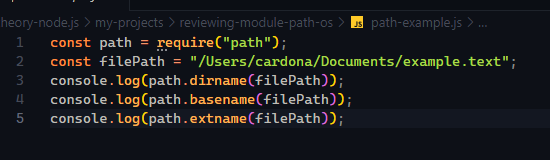 heory-node.js > my-projects > reviewing-module-path-os > JS path-example.js > ...
1 const path = require("path");
2 const filePath = "/Users/cardona/Documents/example.text";
3 console.log(path.dirname(filePath));
4 console.log(path.basename(filePath));
5 console.log(path.extname(filePath));